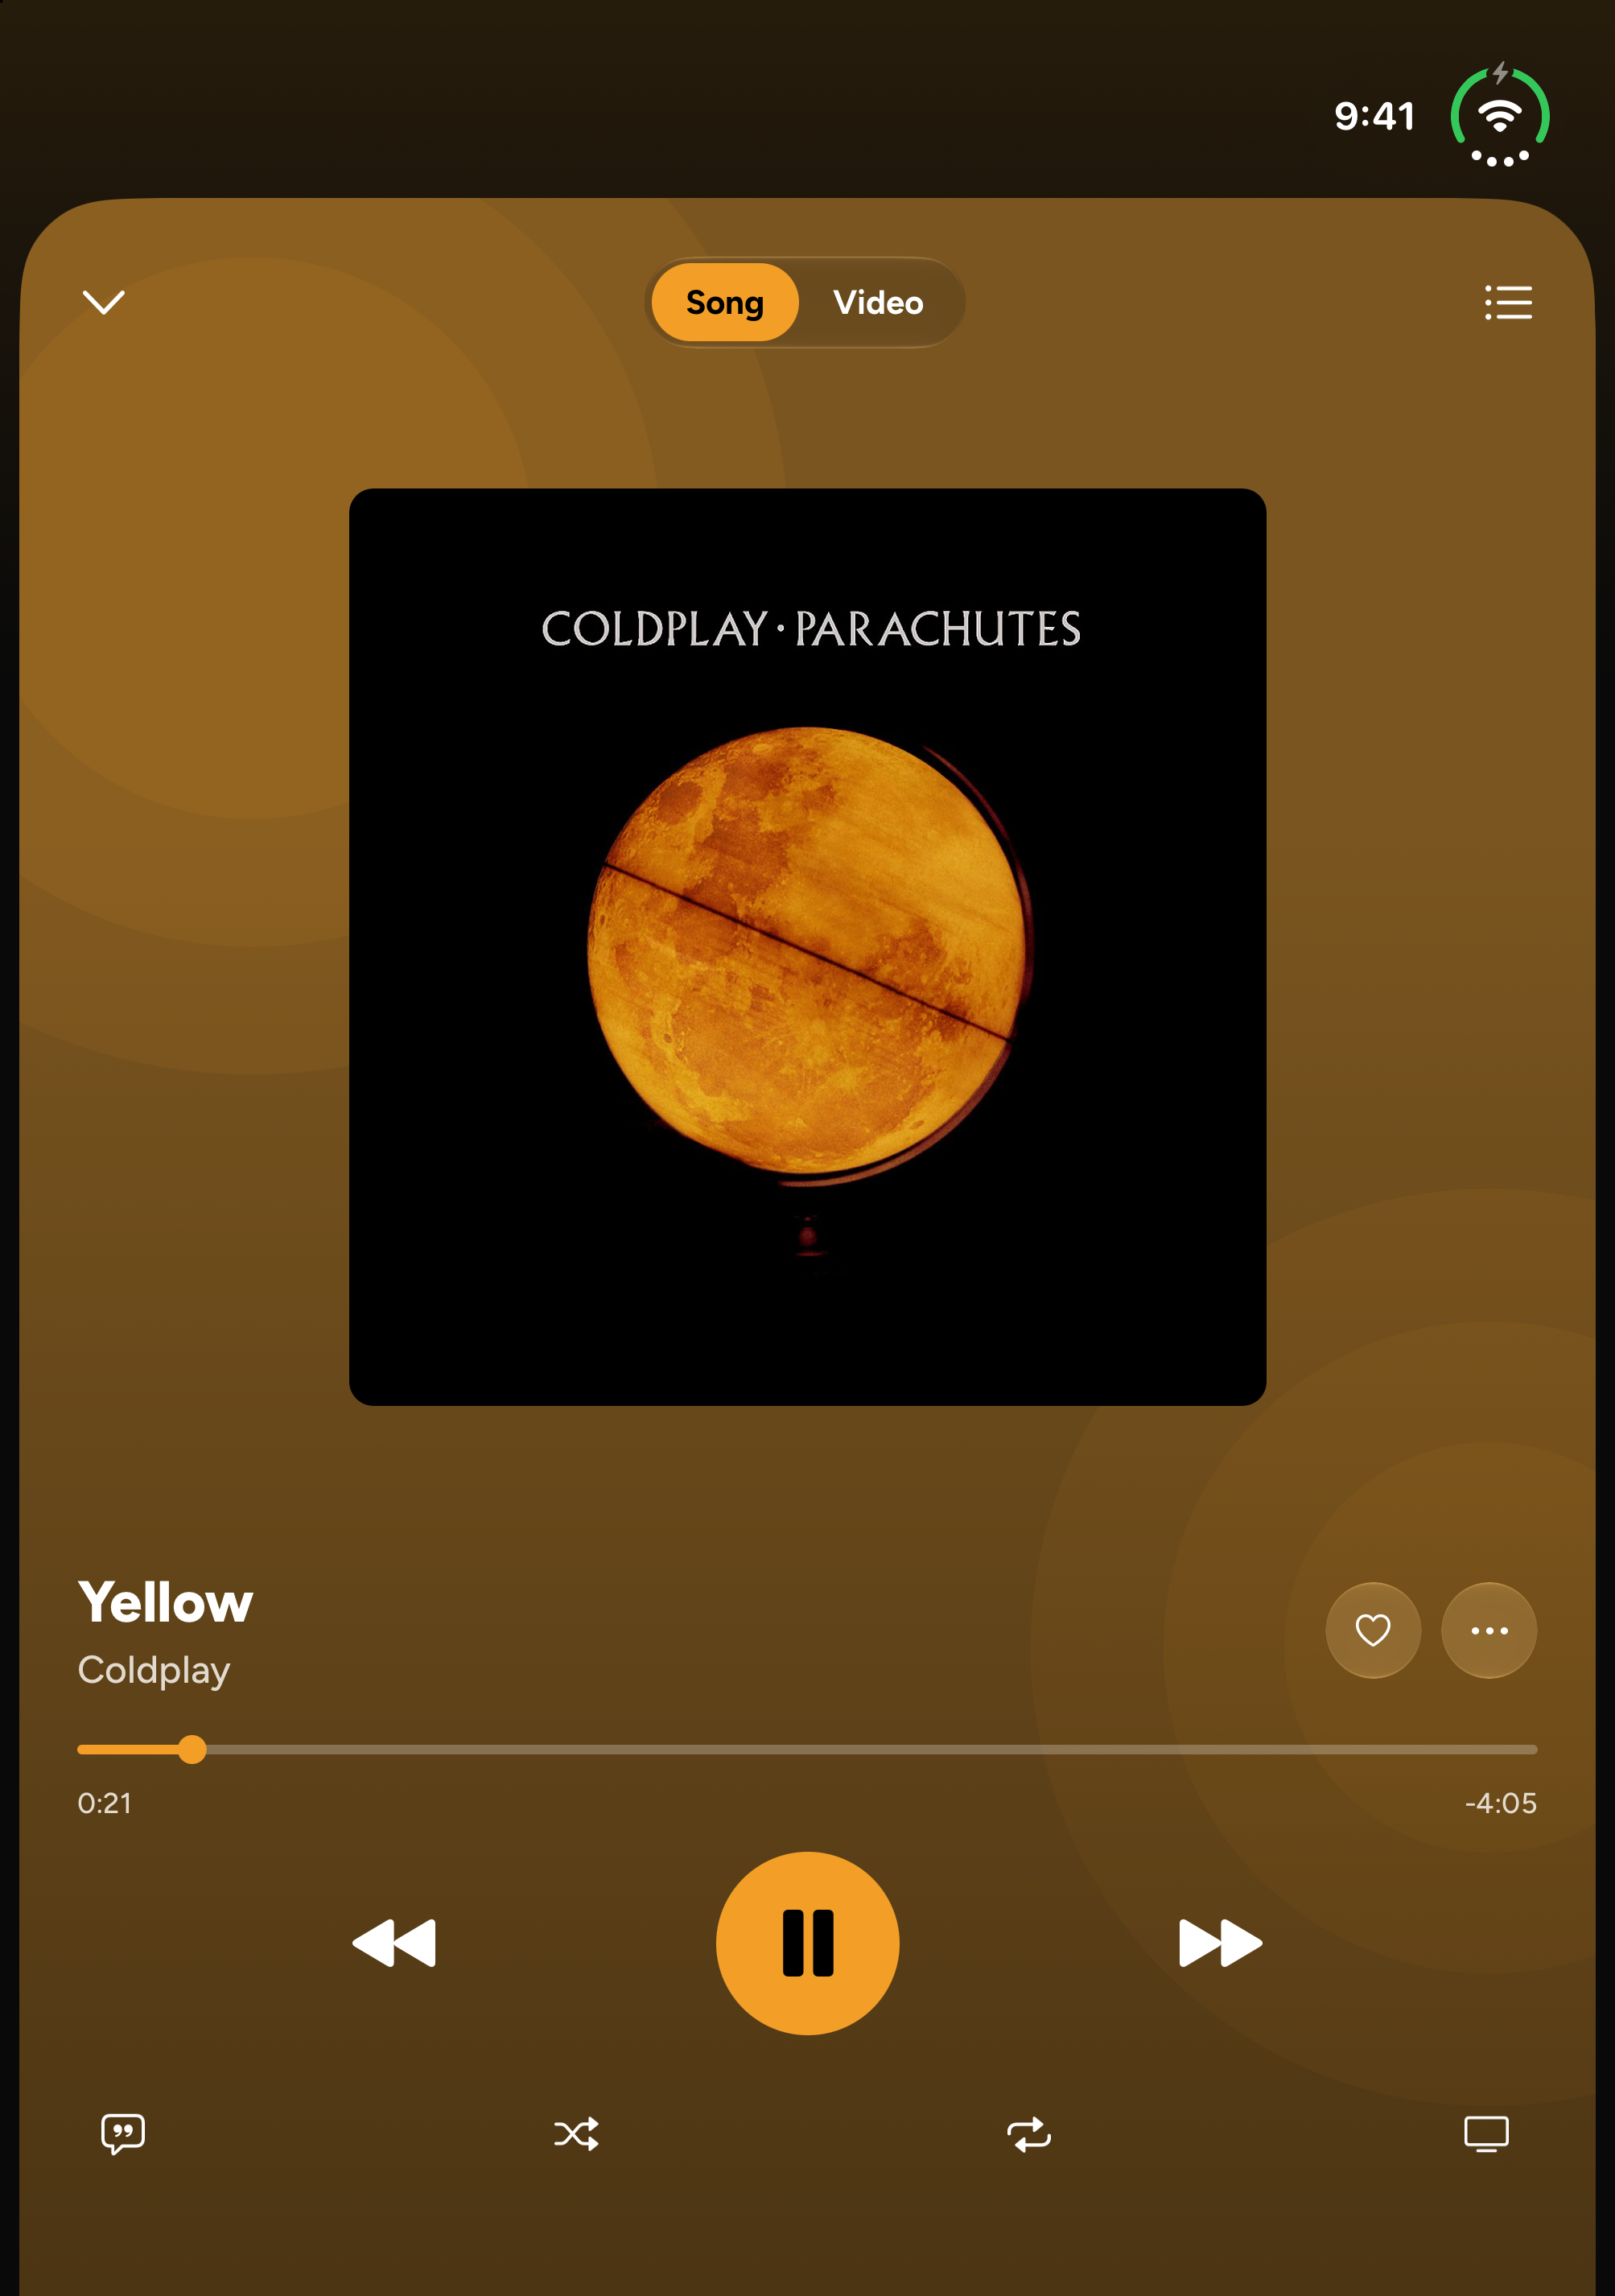 9:41
Song Video
COLDPLAY · PARACHUTES
Yellow
Coldplay
0:21 -4:05